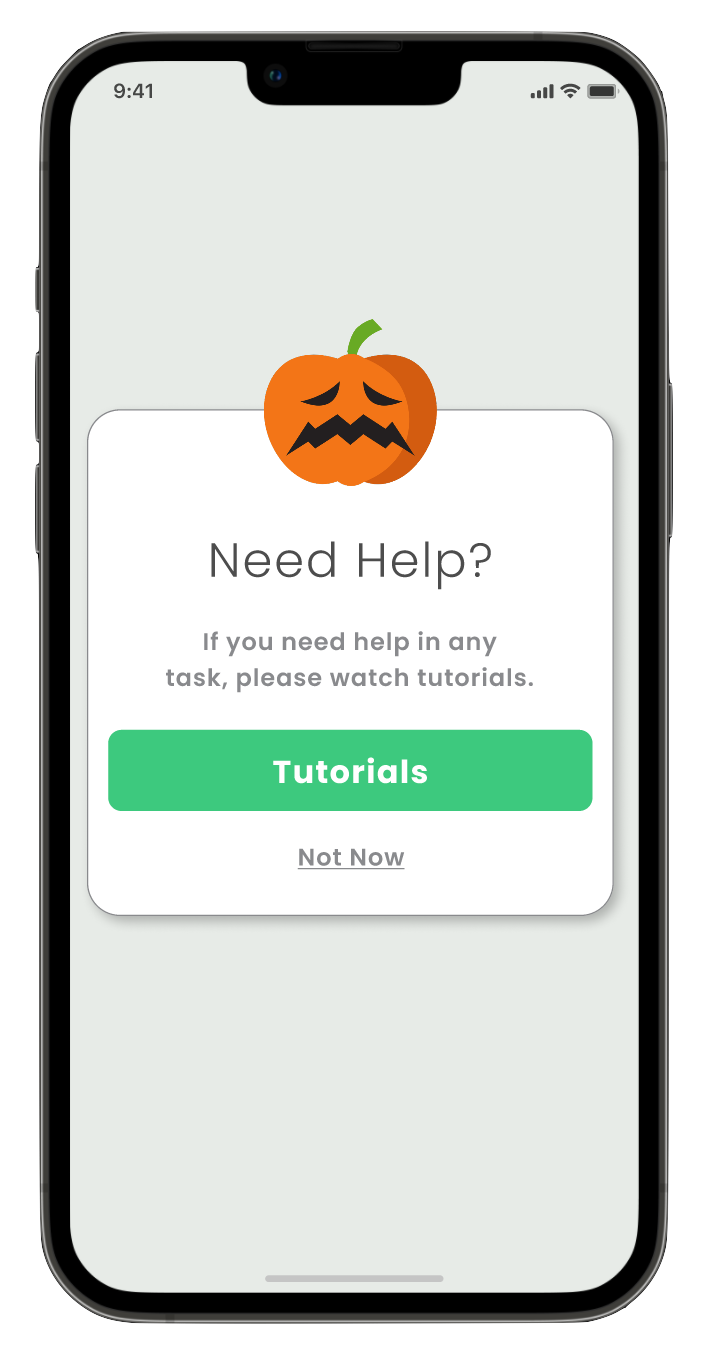 9:41
Need Help?
If you need help in any
task, please watch tutorials.
Tutorials
Not Now